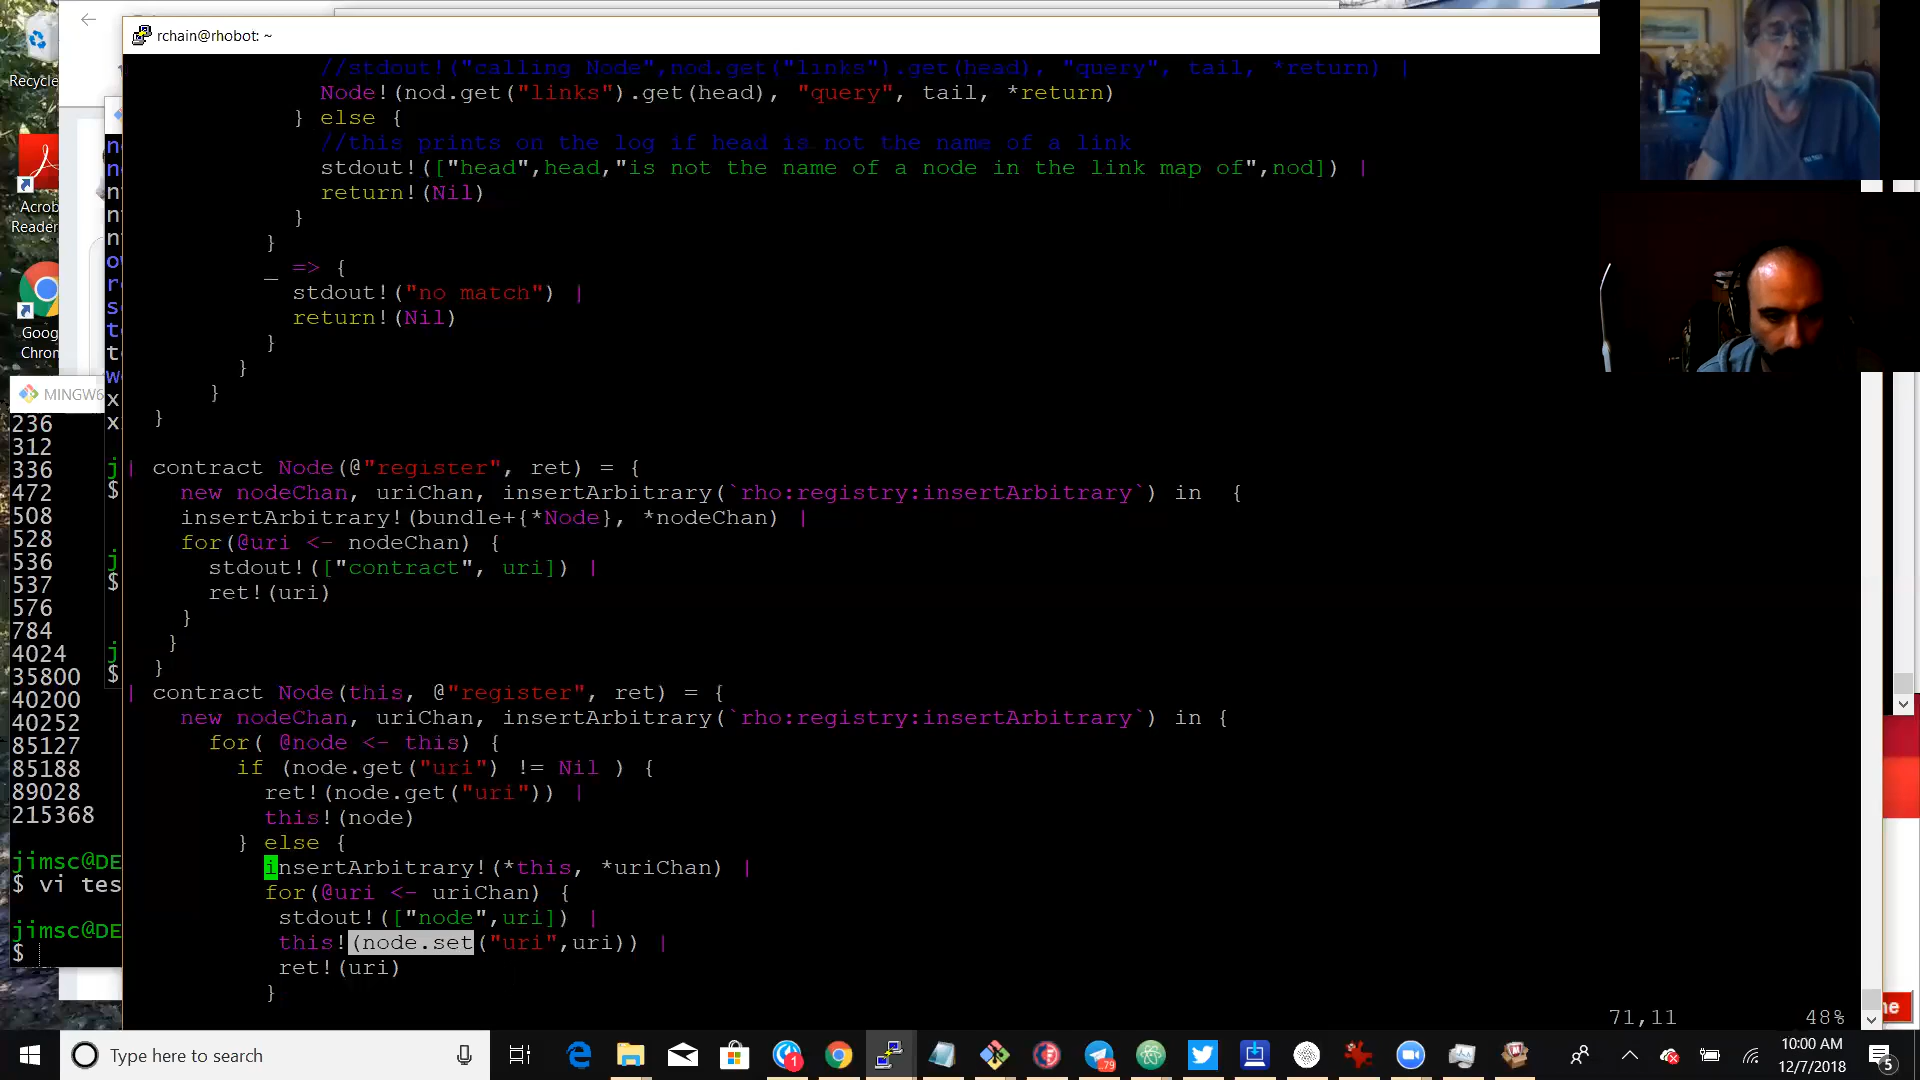 rchain@rhobot: ~
//stdout!("calling Node",nod.get("links").get(head), "query", tail, *return) |
Node!(nod.get("links").get(head), "query", tail, *return)
} else {
//this prints on the log if head is not the name of a link
stdout!(["head",head,"is not the name of a node in the link map of",nod]) |
return!(Nil)
}
}
_ => {
stdout!("no match") |
return!(Nil)
}
}
}
}
| contract Node(@"register", ret) = {
new nodeChan, uriChan, insertArbitrary(`rho:registry:insertArbitrary`) in  {
insertArbitrary!(bundle+{*Node}, *nodeChan) |
for(@uri <- nodeChan) {
stdout!(["contract", uri]) |
ret!(uri)
}
}
}
| contract Node(this, @"register", ret) = {
new nodeChan, uriChan, insertArbitrary(`rho:registry:insertArbitrary`) in {
for( @node <- this) {
if (node.get("uri") != Nil ) {
ret!(node.get("uri")) |
this!(node)
} else {
insertArbitrary!(*this, *uriChan) |
for(@uri <- uriChan) {
stdout!(["node",uri]) |
this!(node.set("uri",uri)) |
ret!(uri)
}
71,11
48%
Recycle
Acrob
Reader
Goog
Chrom
MINGW6
236
312
336
472
508
528
536
537
576
784
4024
35800
40200
40252
85127
85188
89028
215368
jimsc@DE
$ vi tes
jimsc@DE
$
Type here to search
1
79
10:00 AM
12/7/2018
5